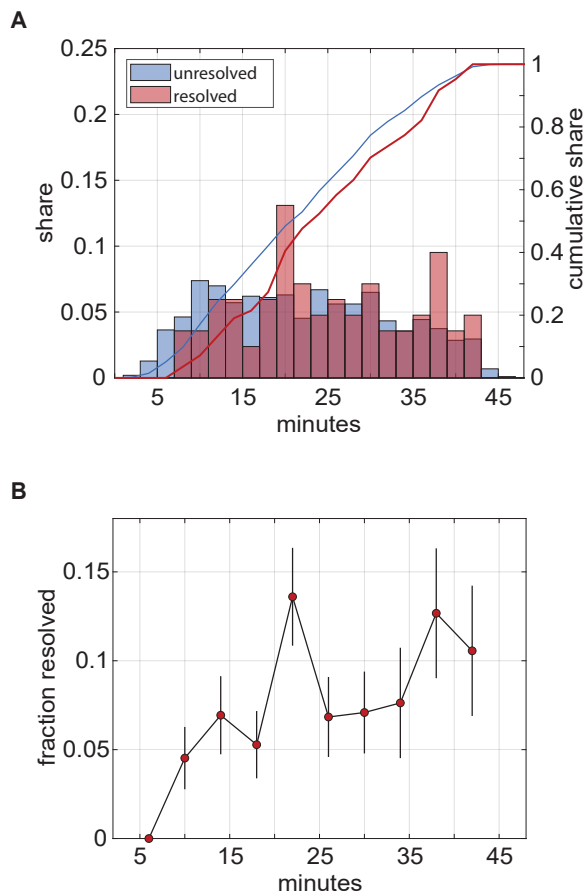 A
0.25
0.2
0.15
0.1
0.05
0
share
unresolved
resolved
1
0.8
0.6
0.4
0.2
0
cumulative share
5 15 25 35 45
minutes
B
0.15
0.1
0.05
0
fraction resolved
5 15 25 35 45
minutes